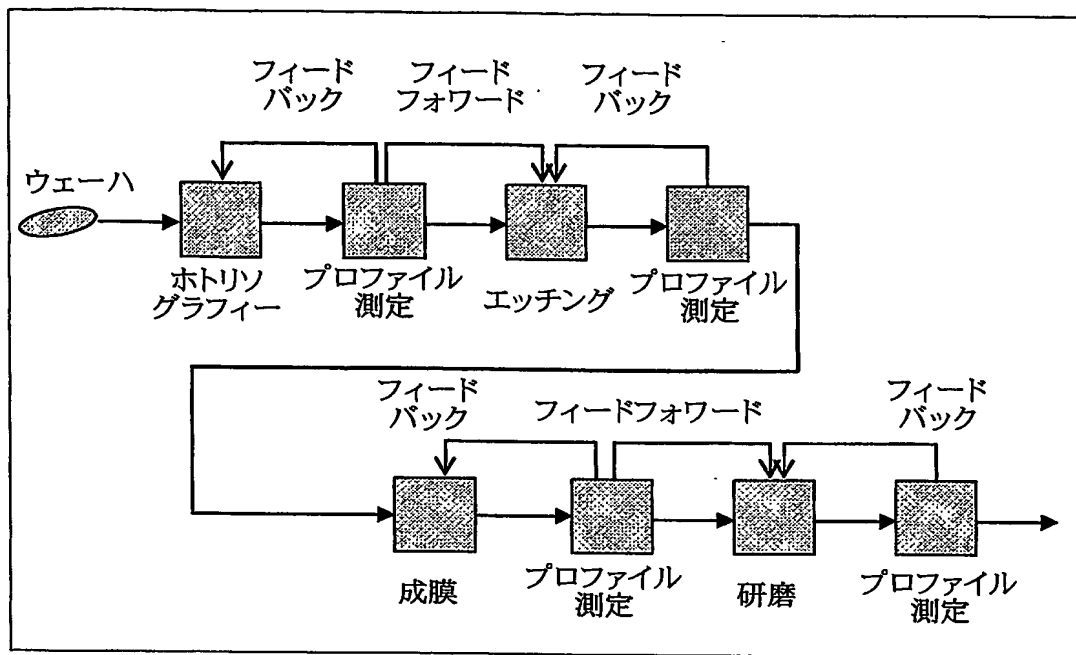 フィード
バック
フィード
フォワード
フィード
バック
ウェーハ
ホトリソ
グラフィー
プロファイル
測定
エッチング
プロファイル
測定
フィード
バック
フィードフォワード
フィード
バック
成膜
プロファイル
測定
研磨
プロファイル
測定